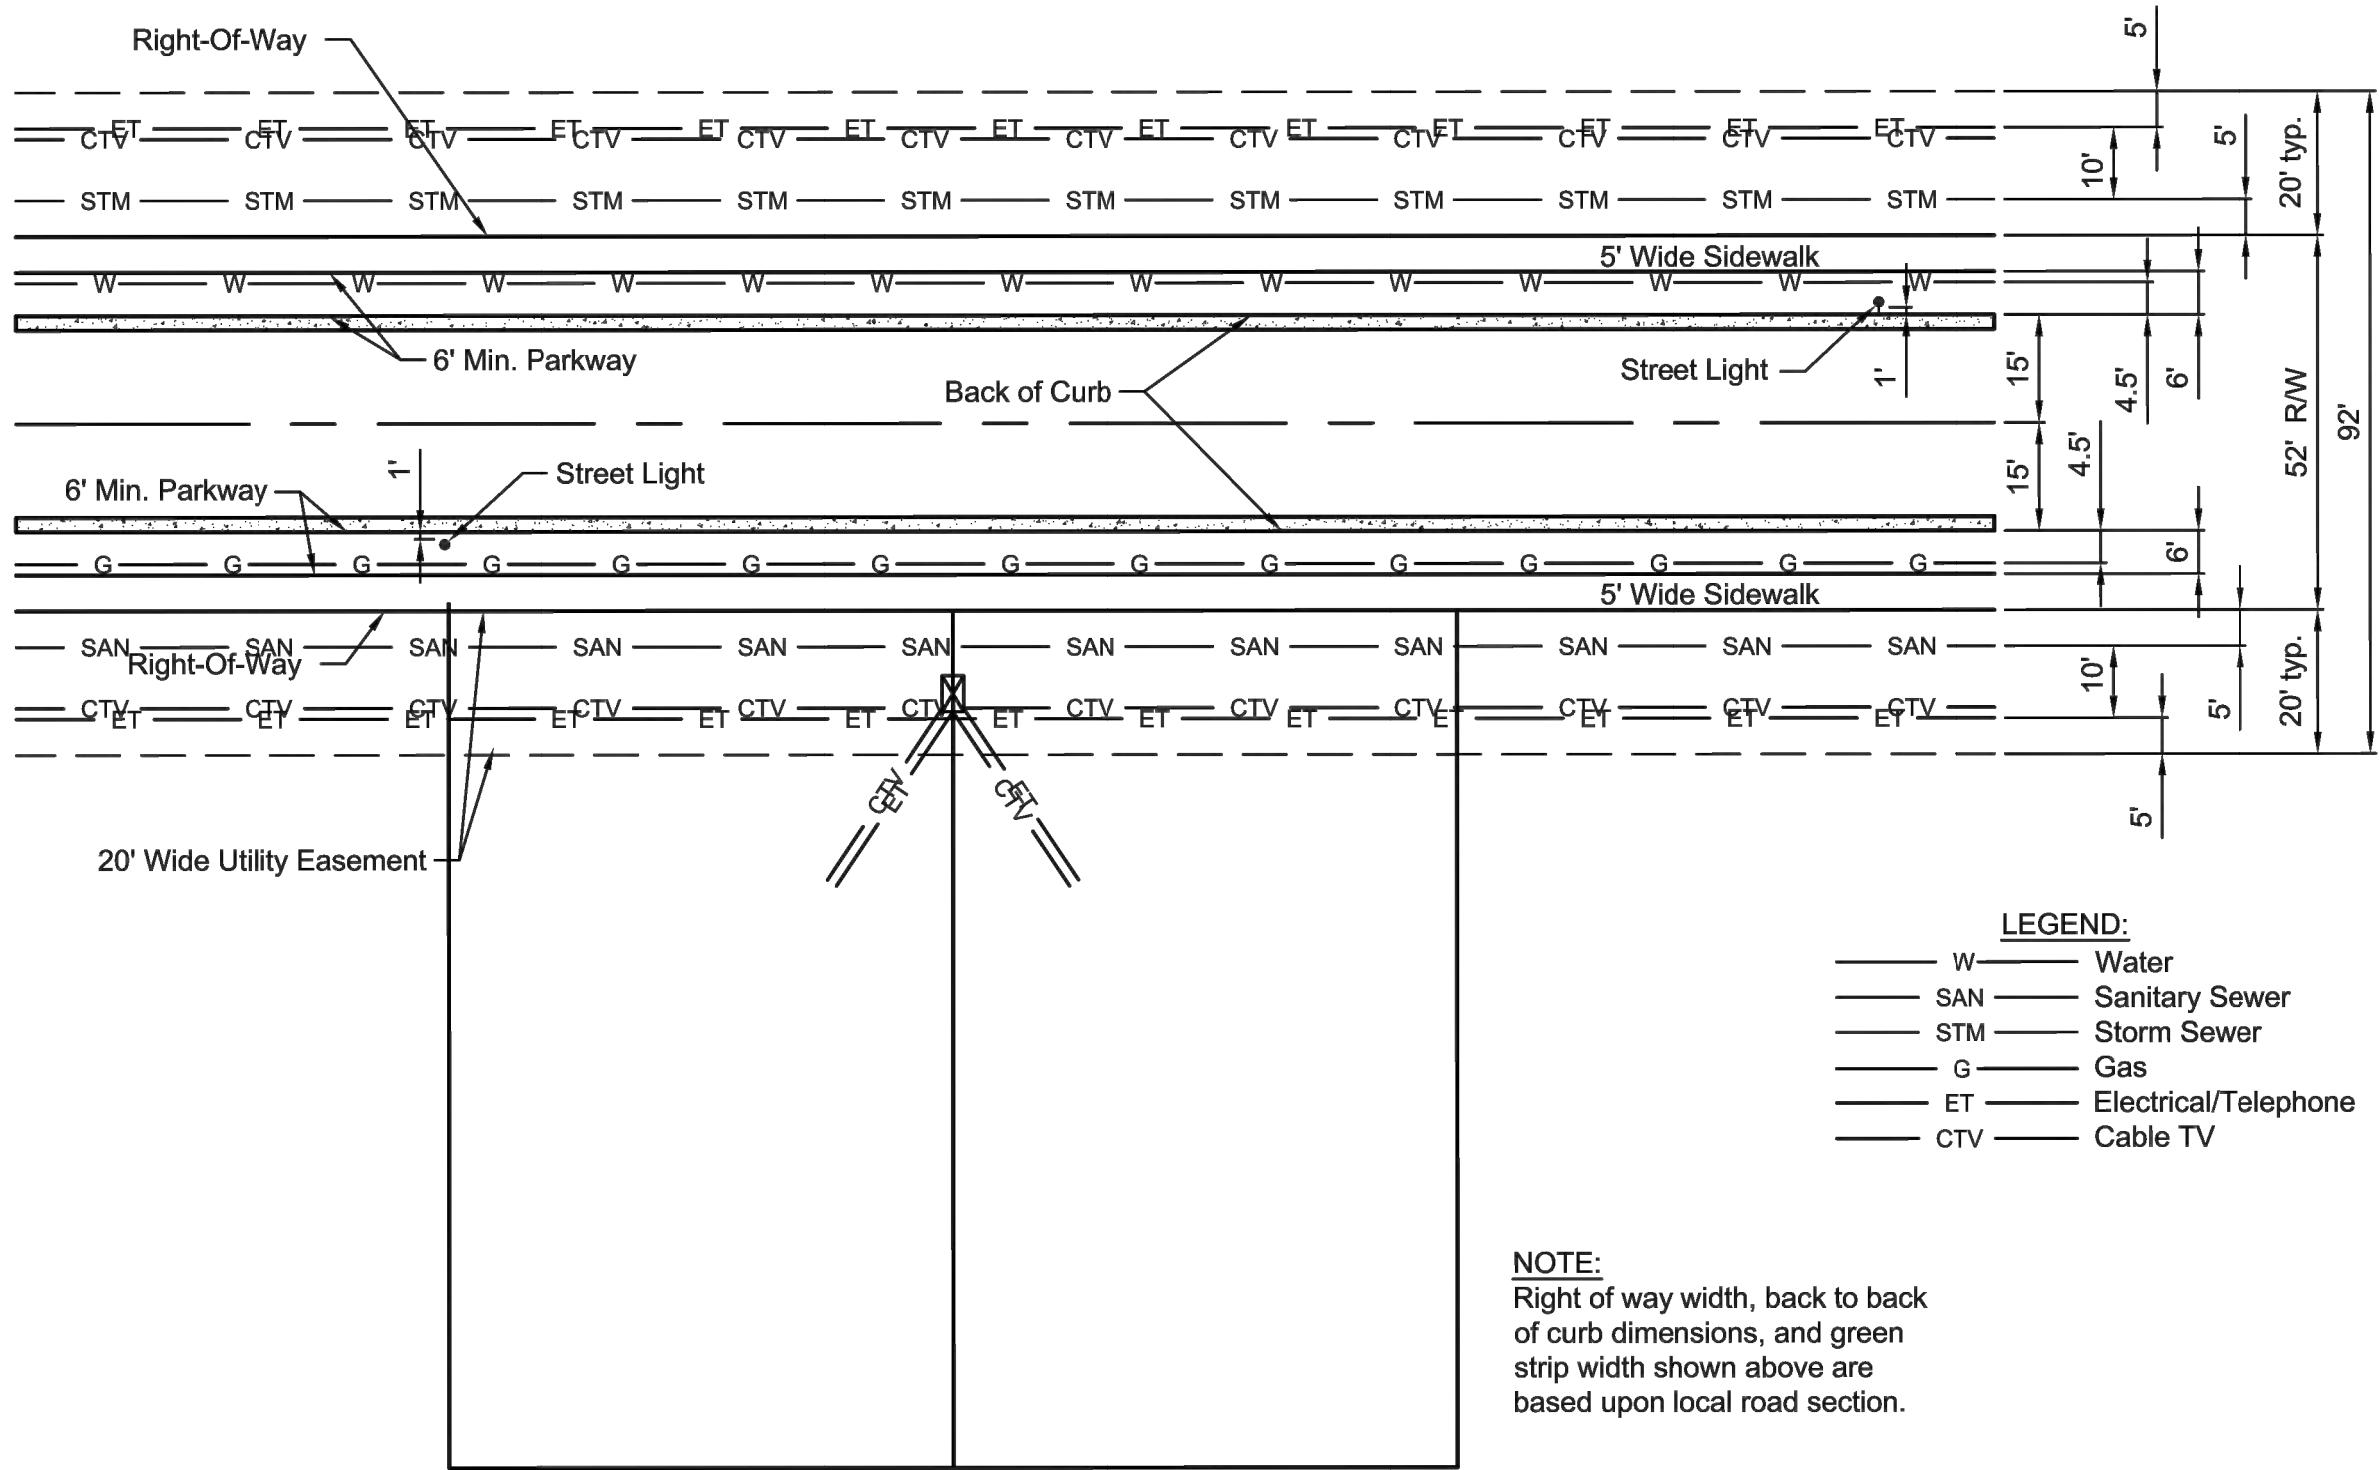 Right-Of-Way
5'
ET ET ET ET ET ET ET ET ET ET ET ET ET
CTV CTV CTV CTV CTV CTV CTV CTV CTV CTV CTV CTV
10'
5'
20' typ.
STM STM STM STM STM STM STM STM STM STM STM STM
5' Wide Sidewalk
W W W W W W W W W W W W W W W
6' Min. Parkway
Back of Curb
Street Light
1'
15'
4.5'
6'
52' R/W
92'
1'
Street Light
6' Min. Parkway
15'
4.5'
6'
G G G G G G G G G G G G G G G
5' Wide Sidewalk
SAN SAN SAN SAN SAN SAN SAN SAN SAN SAN SAN SAN
Right-Of-Way
10'
5'
20' typ.
CTV CTV CTV CTV CTV CTV CTV CTV CTV CTV CTV CTV
ET ET ET ET ET ET ET ET ET ET ET ET ET
CTV
ET
ET
CTV
5'
20' Wide Utility Easement
LEGEND:
W Water
SAN Sanitary Sewer
STM Storm Sewer
G Gas
ET Electrical/Telephone
CTV Cable TV
NOTE:
Right of way width, back to back
of curb dimensions, and green
strip width shown above are
based upon local road section.